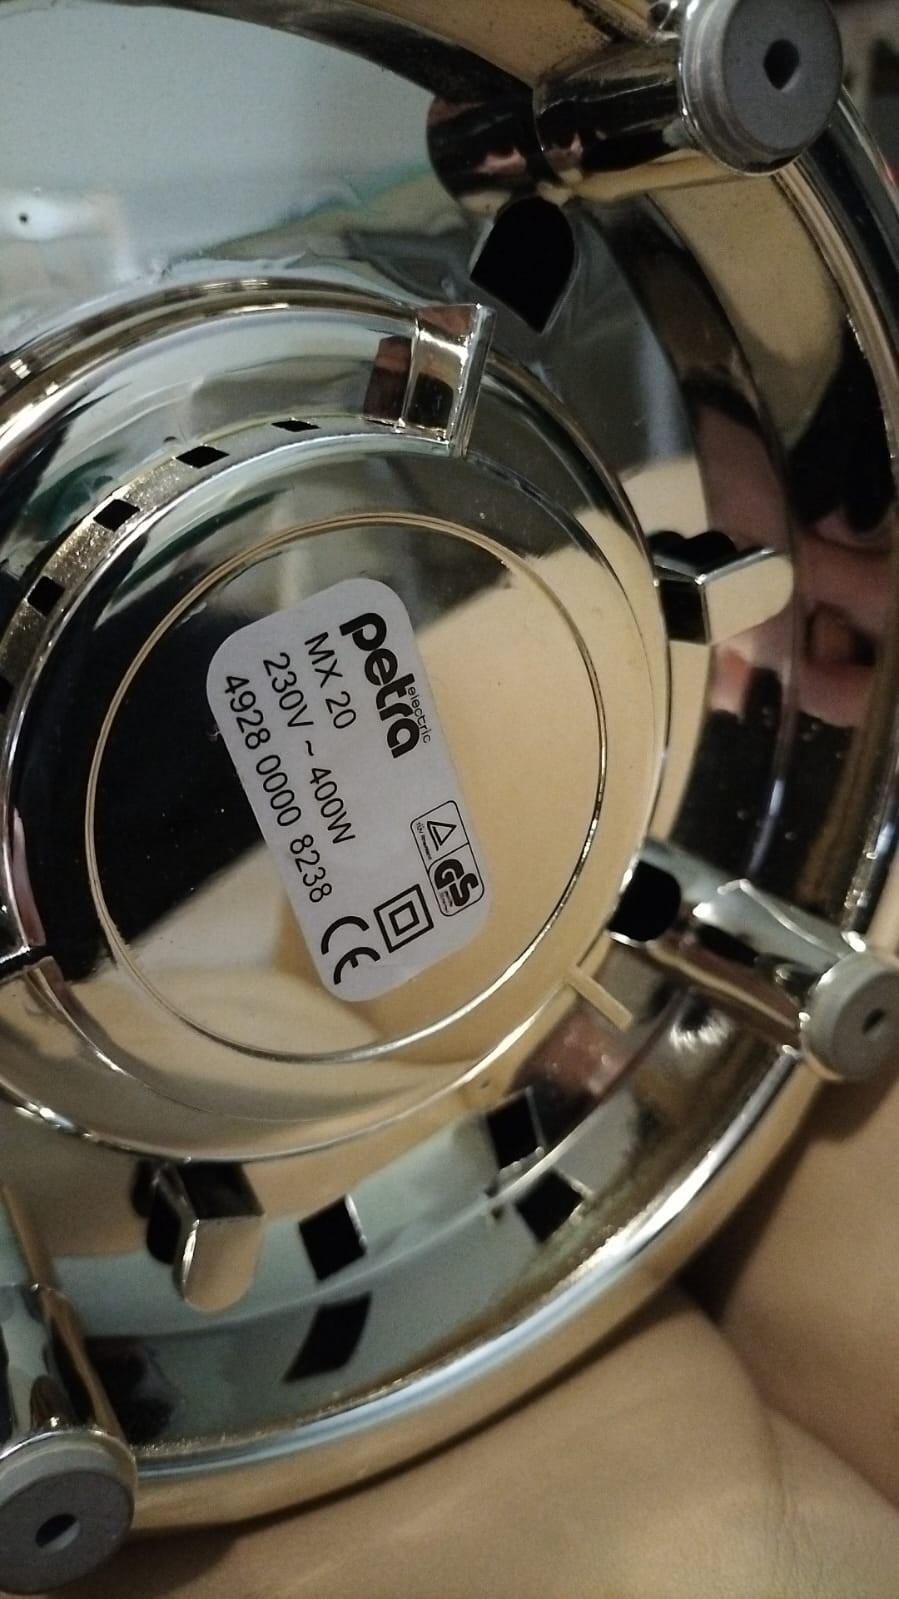 petra
electric
MX 20
230V ~ 400W
4928 0000 8238
GS
CE